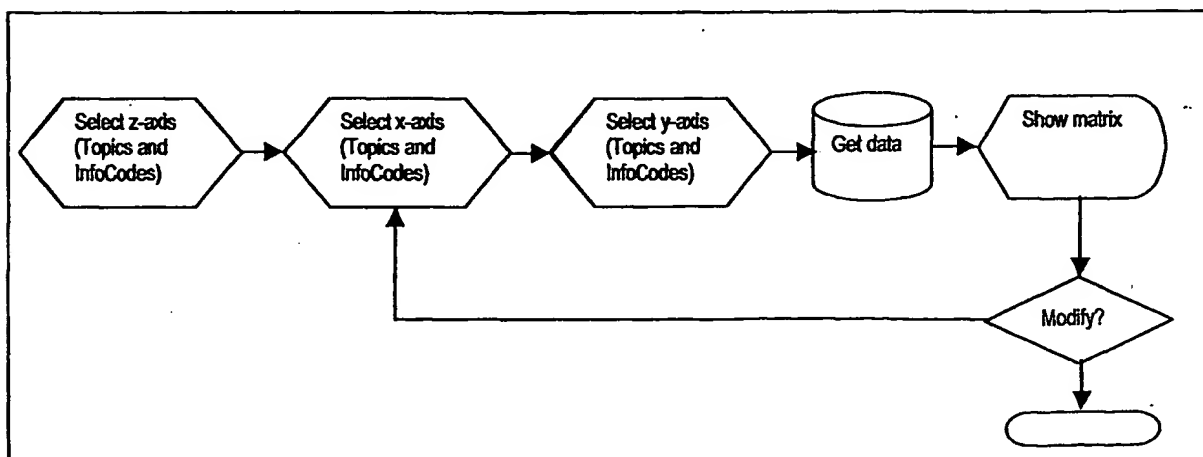 Select z-axis
(Topics and
InfoCodes)
Select x-axis
(Topics and
InfoCodes)
Select y-axis
(Topics and
InfoCodes)
Get data
Show matrix
Modify?